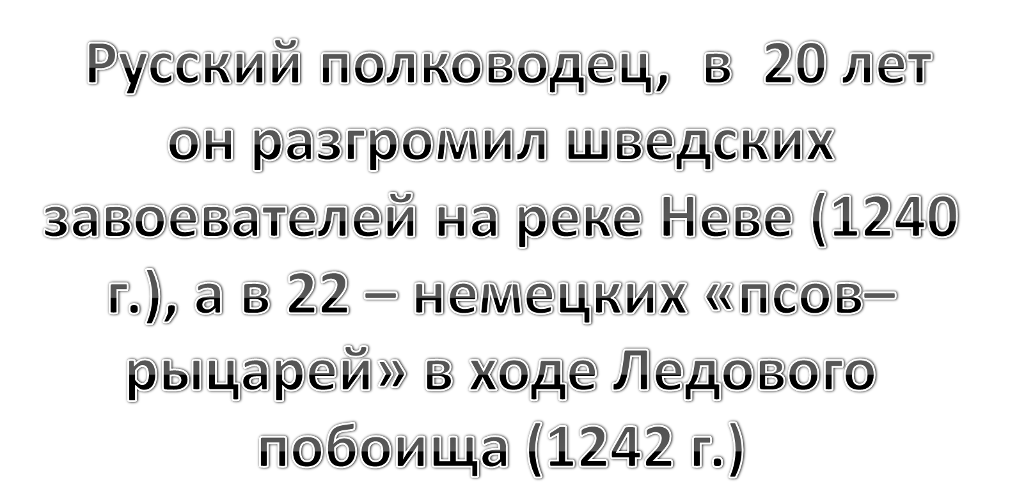 Русский полководец,  в  20 лет
он разгромил шведских
завоевателей на реке Неве (1240
г.), а в 22 – немецких «псов–
рыцарей» в ходе Ледового
побоища (1242 г.)